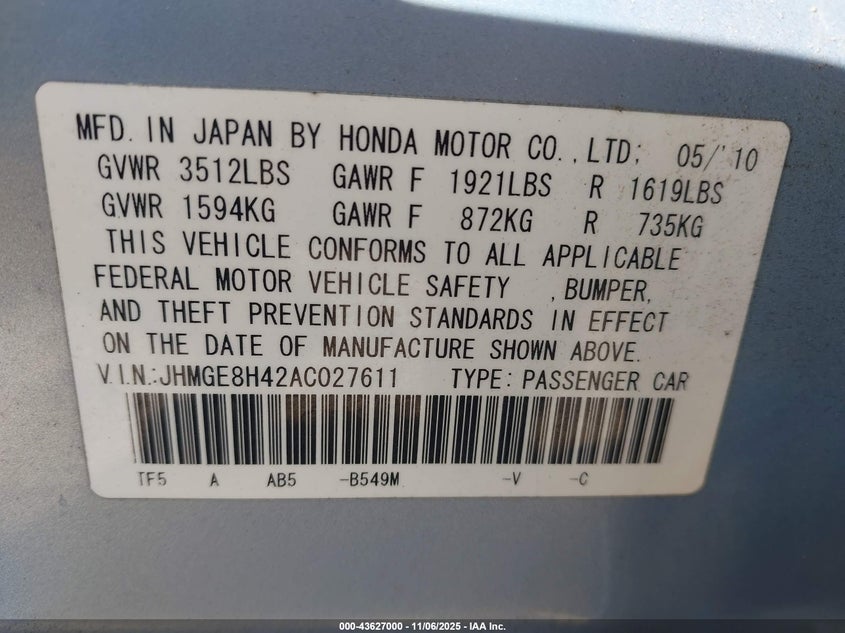 MFD. IN JAPAN BY HONDA MOTOR CO.,LTD; 05/'10
GVWR 3512LBS GAWR F 1921LBS R 1619LBS
GVWR 1594KG GAWR F 872KG R 735KG
THIS VEHICLE CONFORMS TO ALL APPLICABLE
FEDERAL MOTOR VEHICLE SAFETY , BUMPER,
AND THEFT PREVENTION STANDARDS IN EFFECT
ON THE DATE OF MANUFACTURE SHOWN ABOVE.
V.I.N.:JHMGE8H42AC027611 TYPE: PASSENGER CAR
TF5 A AB5 -B549M -V -C
000-43627000 - 11/06/2025 - IAA Inc.